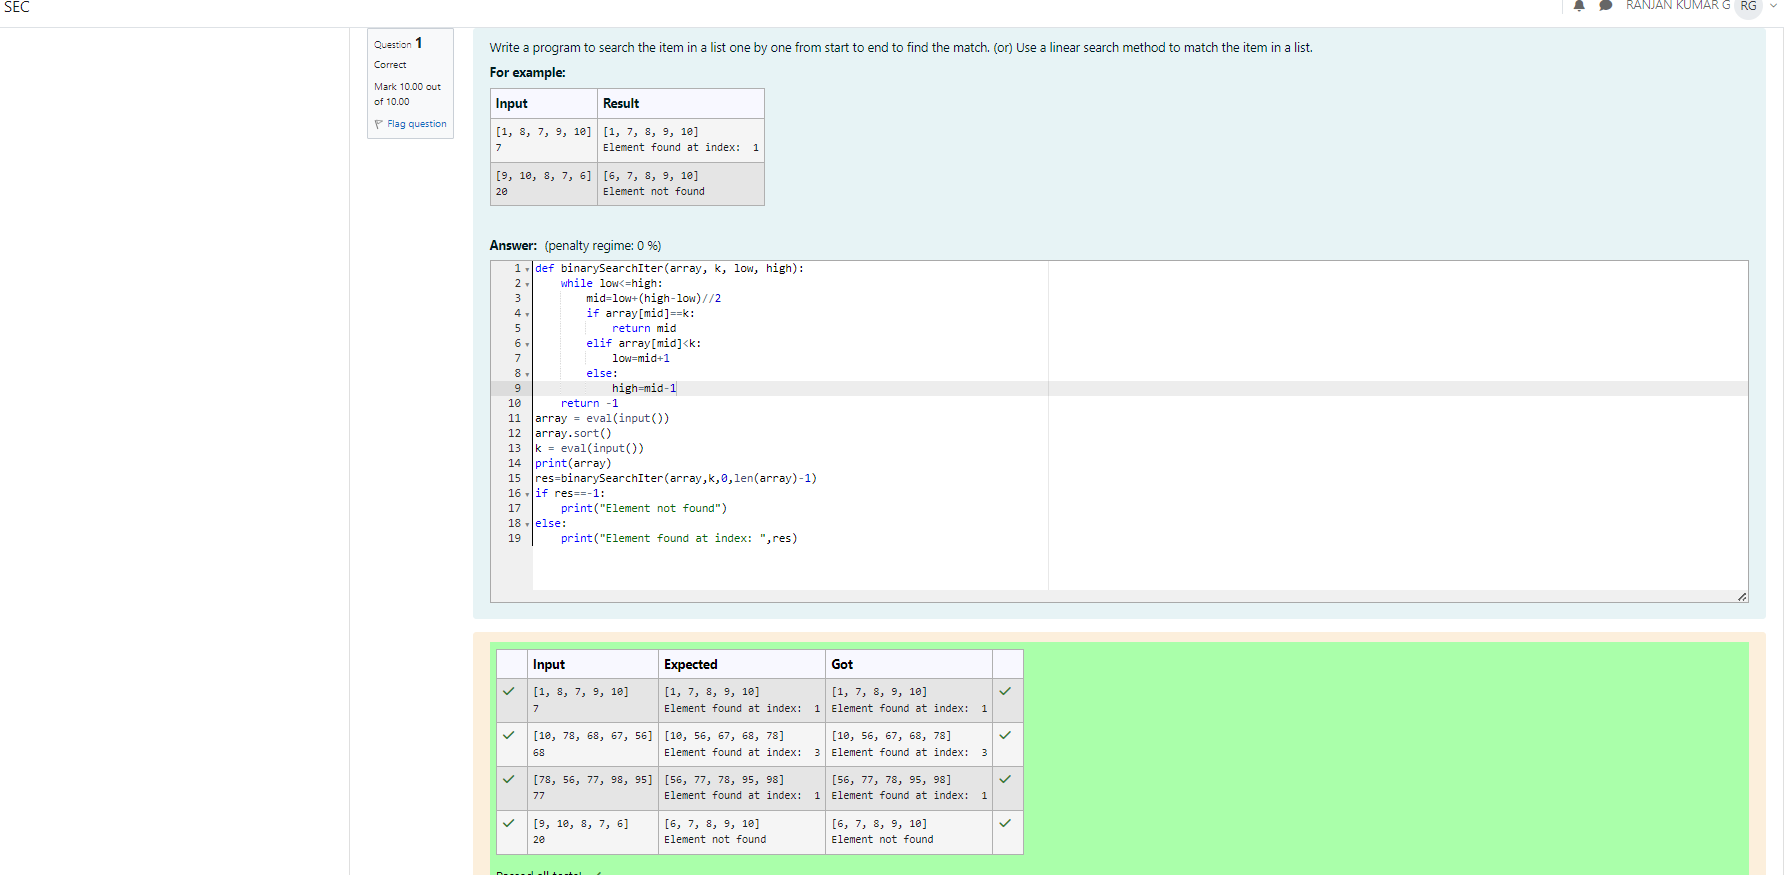 SEC
RANJAN KUMAR G RG
Question 1
Correct
Mark 10.00 out
of 10.00
Flag question
Write a program to search the item in a list one by one from start to end to find the match. (or) Use a linear search method to match the item in a list.
For example:
Input Result
[1, 8, 7, 9, 10] [1, 7, 8, 9, 10]
7 Element found at index:  1
[9, 10, 8, 7, 6] [6, 7, 8, 9, 10]
20 Element not found
Answer: (penalty regime: 0 %)
1 def binarySearchIter(array, k, low, high):
2     while low<=high:
3         mid=low+(high-low)//2
4         if array[mid]==k:
5             return mid
6         elif array[mid]<k:
7             low=mid+1
8         else:
9             high=mid-1
10     return -1
11 array = eval(input())
12 array.sort()
13 k = eval(input())
14 print(array)
15 res=binarySearchIter(array,k,0,len(array)-1)
16 if res==-1:
17     print("Element not found")
18 else:
19     print("Element found at index: ",res)
Input Expected Got
[1, 8, 7, 9, 10] [1, 7, 8, 9, 10] [1, 7, 8, 9, 10]
7 Element found at index:  1 Element found at index:  1
[10, 78, 68, 67, 56] [10, 56, 67, 68, 78] [10, 56, 67, 68, 78]
68 Element found at index:  3 Element found at index:  3
[78, 56, 77, 98, 95] [56, 77, 78, 95, 98] [56, 77, 78, 95, 98]
77 Element found at index:  1 Element found at index:  1
[9, 10, 8, 7, 6] [6, 7, 8, 9, 10] [6, 7, 8, 9, 10]
20 Element not found Element not found